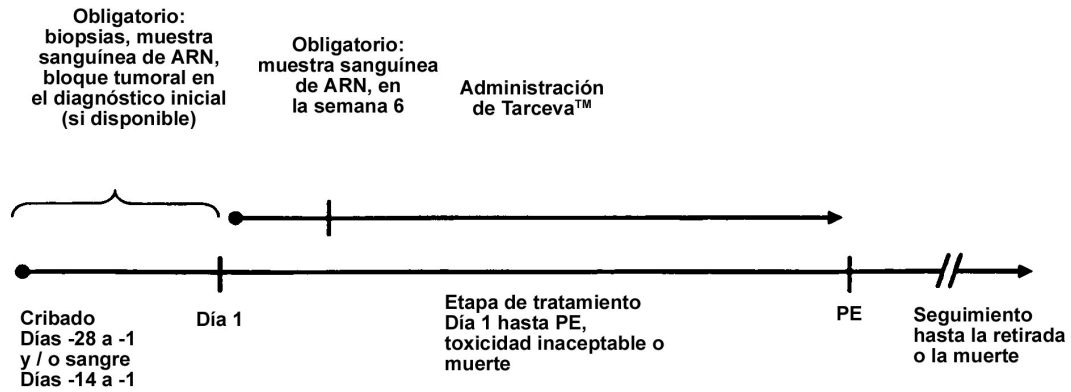 Obligatorio:
biopsias, muestra
sanguínea de ARN,
bloque tumoral en
el diagnóstico inicial
(si disponible)
Obligatorio:
muestra sanguínea
de ARN, en
la semana 6
Administración
de Tarceva™
Cribado
Días -28 a -1
y / o sangre
Días -14 a -1
Día 1
Etapa de tratamiento
Día 1 hasta PE,
toxicidad inaceptable o
muerte
PE
Seguimiento
hasta la retirada
o la muerte